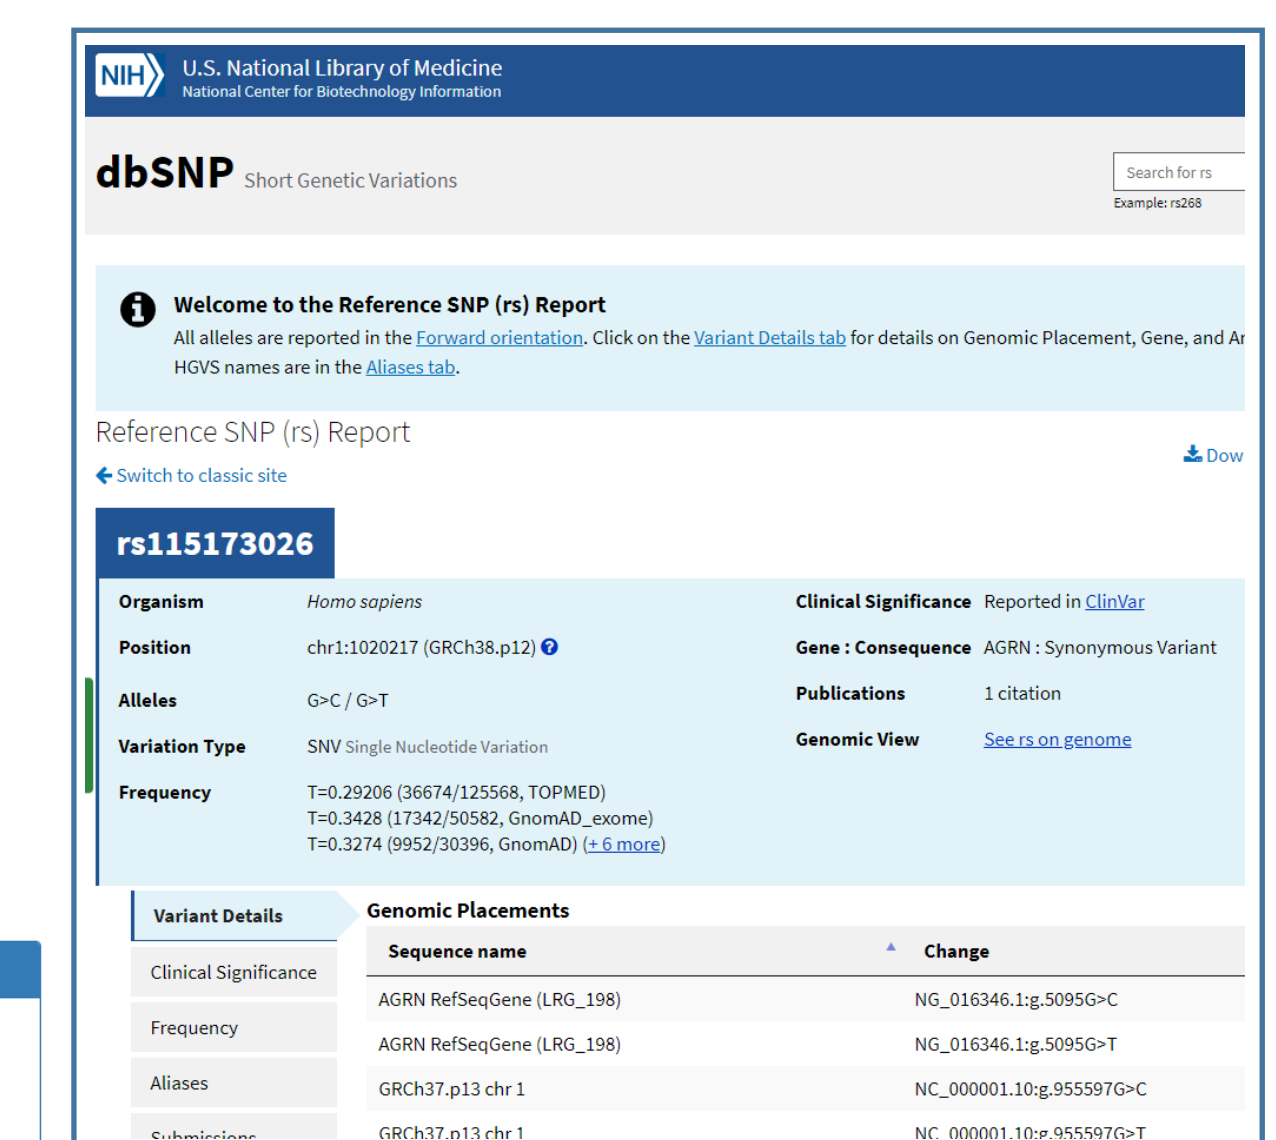 NIH
U.S. National Library of Medicine
National Center for Biotechnology Information
dbSNP Short Genetic Variations
Search for rs
Example: rs268
Welcome to the Reference SNP (rs) Report
All alleles are reported in the Forward orientation. Click on the Variant Details tab for details on Genomic Placement, Gene, and
HGVS names are in the Aliases tab.
Reference SNP (rs) Report
Dow
Switch to classic site
rs115173026
Organism Homo sapiens
Position chr1:1020217 (GRCh38.p12) ?
Alleles G>C / G>T
Variation Type SNV Single Nucleotide Variation
Frequency T=0.29206 (36674/125568, TOPMED)
T=0.3428 (17342/50582, GnomAD_exome)
T=0.3274 (9952/30396, GnomAD) (+ 6 more)
Clinical Significance Reported in ClinVar
Gene : Consequence AGRN : Synonymous Variant
Publications 1 citation
Genomic View See rs on genome
Variant Details
Clinical Significance
Frequency
Aliases
Submissions
Genomic Placements
Sequence name Change
AGRN RefSeqGene (LRG_198) NG_016346.1:g.5095G>C
AGRN RefSeqGene (LRG_198) NG_016346.1:g.5095G>T
GRCh37.p13 chr 1 NC_000001.10:g.955597G>C
GRCh37.p13 chr 1 NC_000001.10:g.955597G>T